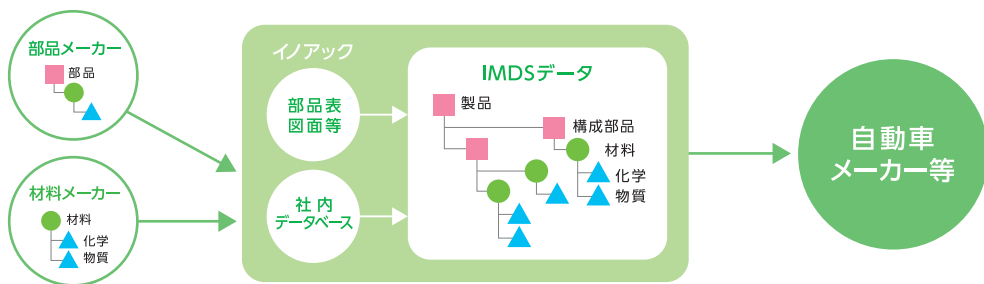 部品メーカー
部品
材料メーカー
材料
化学
物質
イノアック
部品表
図面等
社内
データベース
IMDSデータ
製品
構成部品
材料
化学
物質
自動車
メーカー等